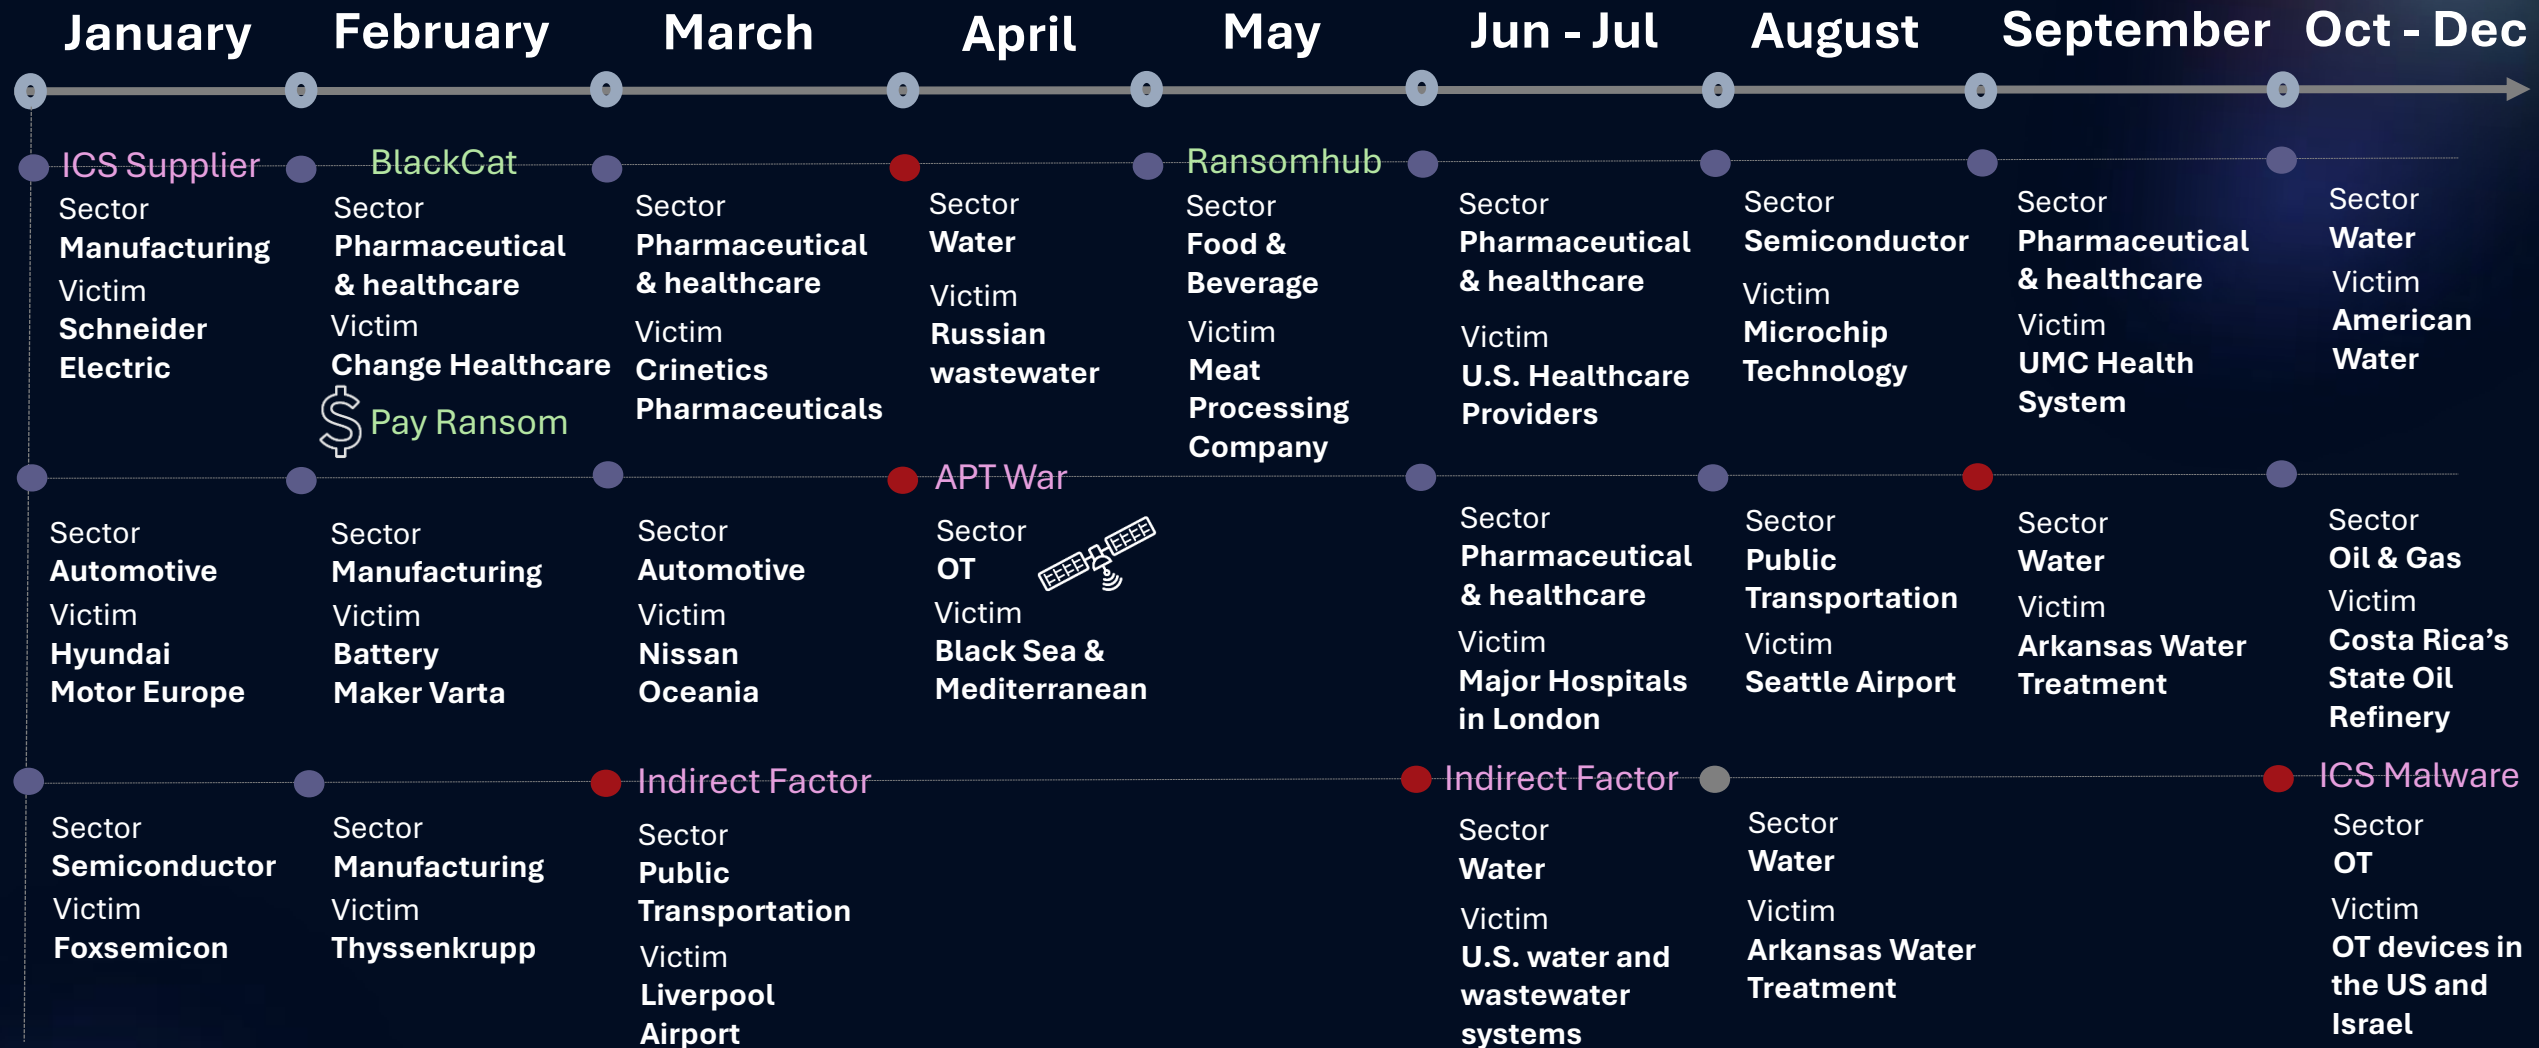 January
February
March
April
May
Jun - Jul
August
September
Oct - Dec
ICS Supplier
Sector
Manufacturing
Victim
Schneider
Electric
BlackCat
Sector
Pharmaceutical
& healthcare
Victim
Change Healthcare
$ Pay Ransom
Sector
Pharmaceutical
& healthcare
Victim
Crinetics
Pharmaceuticals
Sector
Water
Victim
Russian
wastewater
Ransomhub
Sector
Food &
Beverage
Victim
Meat
Processing
Company
Sector
Pharmaceutical
& healthcare
Victim
U.S. Healthcare
Providers
Sector
Semiconductor
Victim
Microchip
Technology
Sector
Pharmaceutical
& healthcare
Victim
UMC Health
System
Sector
Water
Victim
American
Water
Sector
Automotive
Victim
Hyundai
Motor Europe
Sector
Manufacturing
Victim
Battery
Maker Varta
Sector
Automotive
Victim
Nissan
Oceania
APT War
Sector
OT
Victim
Black Sea &
Mediterranean
Sector
Pharmaceutical
& healthcare
Victim
Major Hospitals
in London
Sector
Public
Transportation
Victim
Seattle Airport
Sector
Water
Victim
Arkansas Water
Treatment
Sector
Oil & Gas
Victim
Costa Rica’s
State Oil
Refinery
Sector
Semiconductor
Victim
Foxsemicon
Sector
Manufacturing
Victim
Thyssenkrupp
Indirect Factor
Sector
Public
Transportation
Victim
Liverpool
Airport
Indirect Factor
Sector
Water
Victim
U.S. water and
wastewater
systems
Sector
Water
Victim
Arkansas Water
Treatment
ICS Malware
Sector
OT
Victim
OT devices in
the US and
Israel